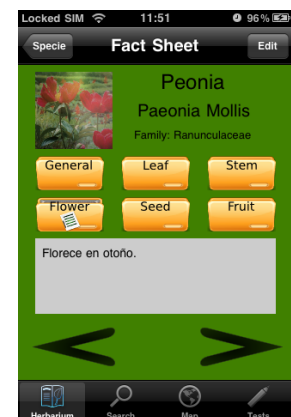 Locked SIM 11:51 96%
Specie Fact Sheet Edit
Peonia
Paeonia Mollis
Family: Ranunculaceae
General Leaf Stem
Flower Seed Fruit
Florece en otoño.
Herbarium Search Map Tests